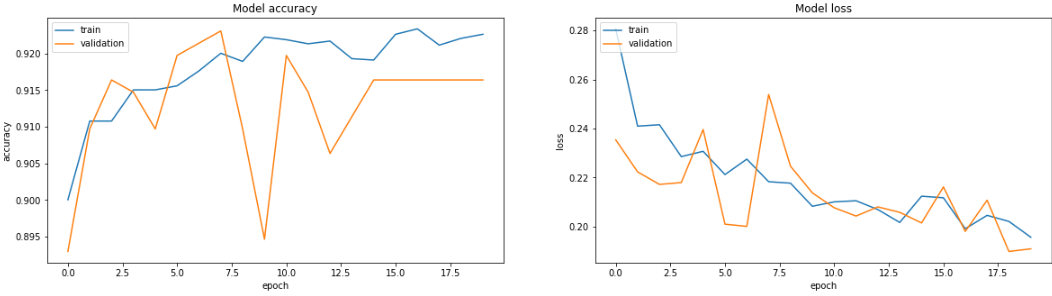 Model accuracy
train
validation
0.920
0.915
0.910
0.905
0.900
0.895
accuracy
0.0
2.5
5.0
7.5
10.0
12.5
15.0
17.5
epoch
Model loss
train
validation
0.28
0.26
0.24
0.22
0.20
loss
0.0
2.5
5.0
7.5
10.0
12.5
15.0
17.5
epoch